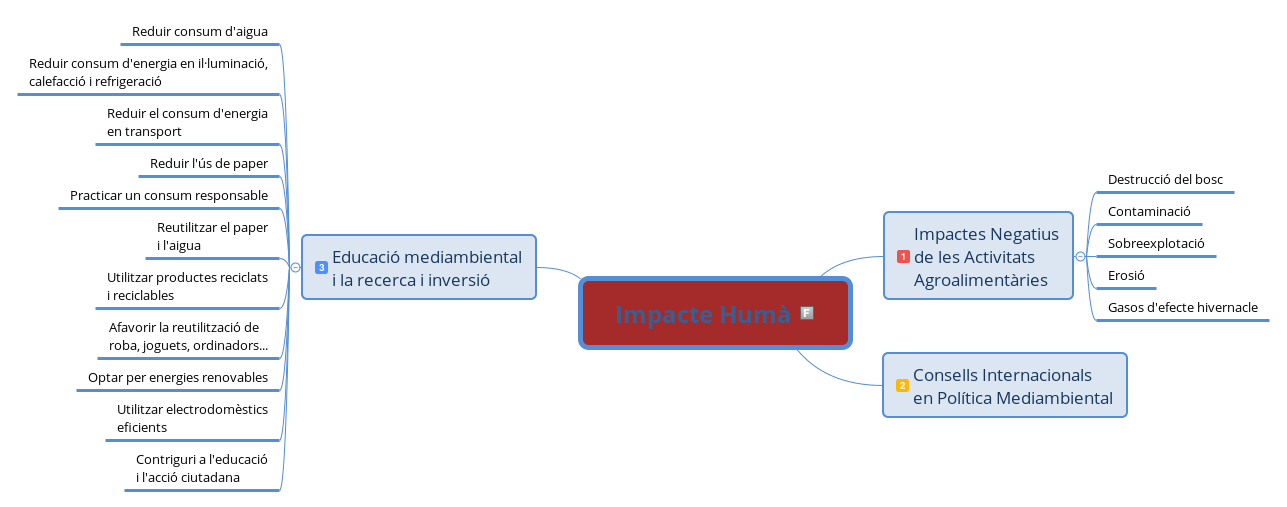 Impacte Humà
F
1
Impactes Negatius
de les Activitats
Agroalimentàries
Destrucció del bosc
Contaminació
Sobreexplotació
Erosió
Gasos d'efecte hivernacle
2
Consells Internacionals
en Política Mediambiental
3
Educació mediambiental
i la recerca i inversió
Reduir consum d'aigua
Reduir consum d'energia en il·luminació,
calefacció i refrigeració
Reduir el consum d'energia
en transport
Reduir l'ús de paper
Practicar un consum responsable
Reutilitzar el paper
i l'aigua
Utilitzar productes reciclats
i reciclables
Afavorir la reutilització de
roba, joguets, ordinadors...
Optar per energies renovables
Utilitzar electrodomèstics
eficients
Contriguri a l'educació
i l'acció ciutadana